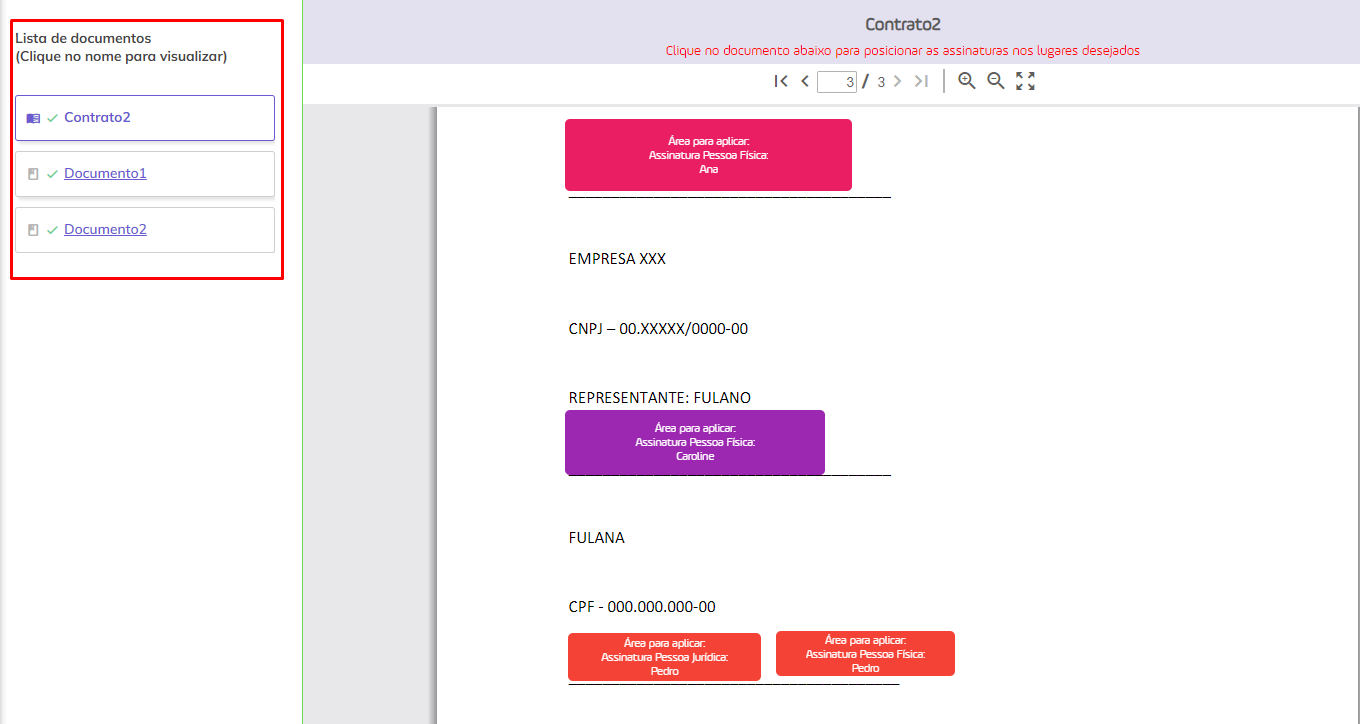 Lista de documentos
(Clique no nome para visualizar)
Contrato2
Documento1
Documento2
Contrato2
Clique no documento abaixo para posicionar as assinaturas nos lugares desejados
3 / 3
Área para aplicar:
Assinatura Pessoa Física:
Ana
EMPRESA XXX
CNPJ – 00.XXXXX/0000-00
REPRESENTANTE: FULANO
Área para aplicar:
Assinatura Pessoa Física:
Caroline
FULANA
CPF - 000.000.000-00
Área para aplicar:
Assinatura Pessoa Jurídica:
Pedro
Área para aplicar:
Assinatura Pessoa Física:
Pedro